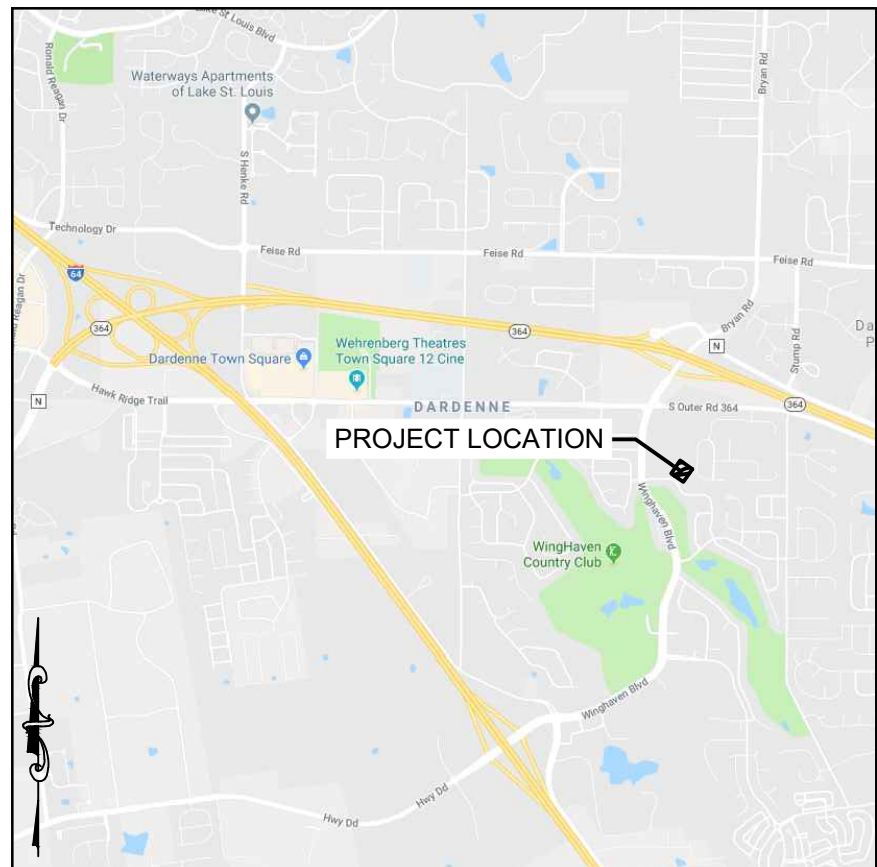 Lake St Louis Blvd
Ronald Reagan Dr
Waterways Apartments
of Lake St. Louis
Bryan Rd
S Henke Rd
Technology Dr
Feise Rd
Feise Rd
Feise Rd
64
Reagan Dr
364
364
Bryan Rd
N
Stump Rd
Da
P
Wehrenberg Theatres
Town Square 12 Cine
Dardenne Town Square
Hawk Ridge Trail
N
DARDENNE
S Outer Rd 364
364
PROJECT LOCATION
Winghaven Blvd
WingHaven
Country Club
Winghaven Blvd
Hwy Dd
Hwy Dd